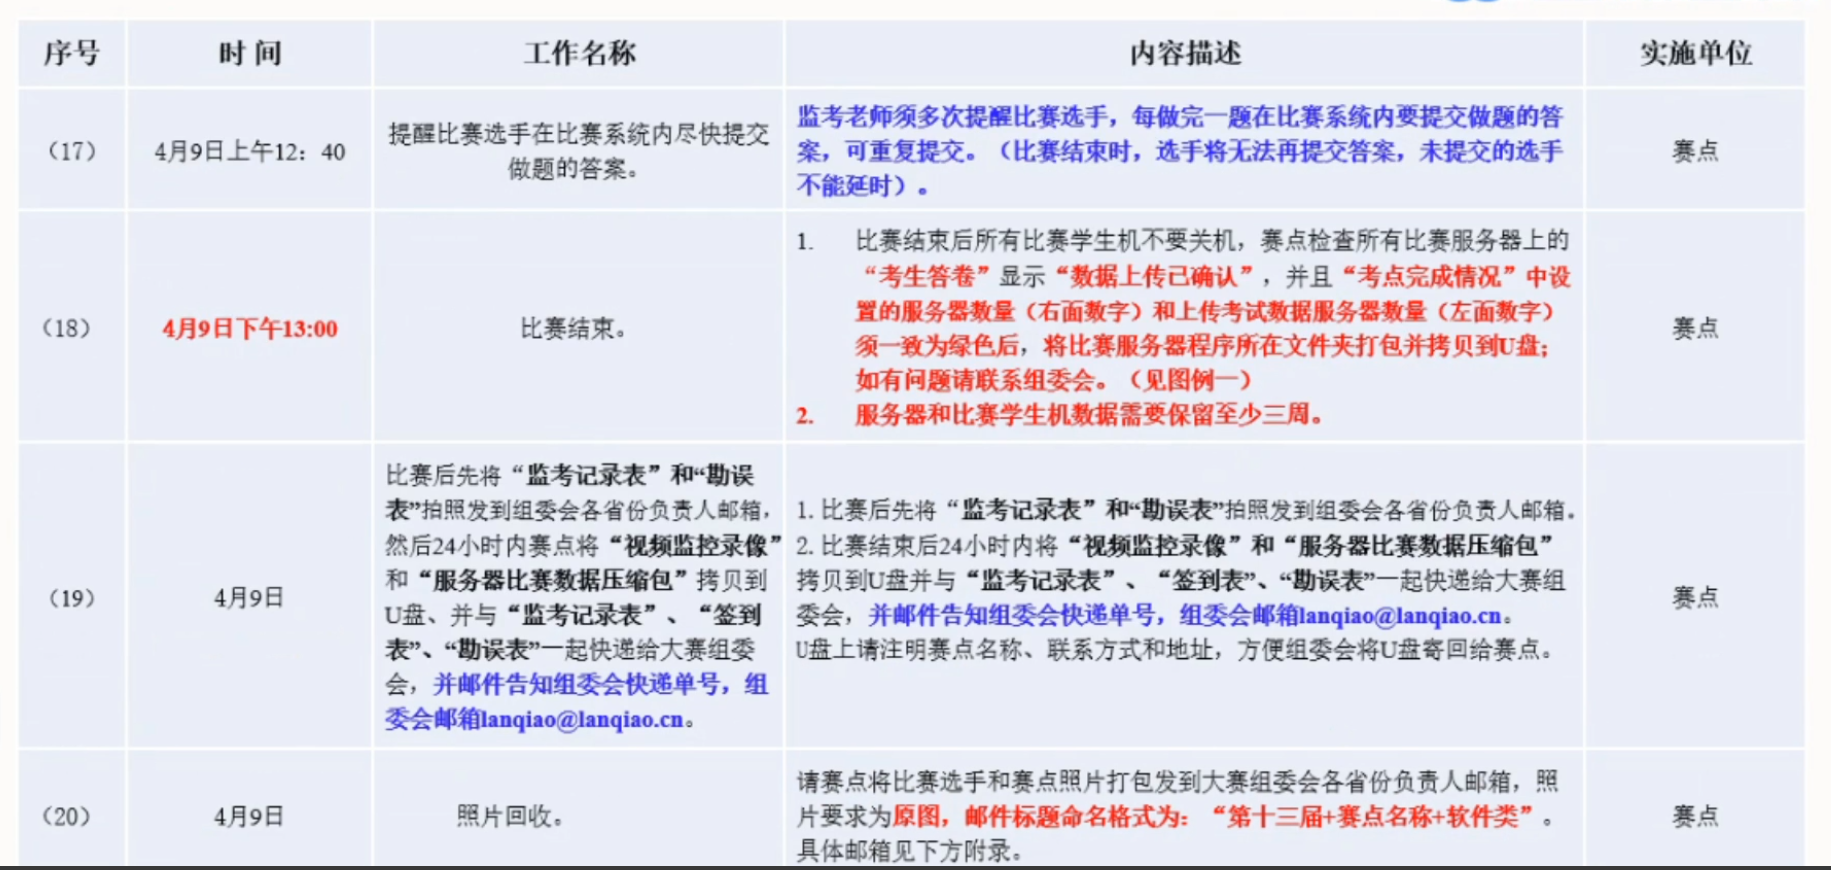 序号
时 间
工作名称
内容描述
实施单位
（17）
4月9日上午12：40
提醒比赛选手在比赛系统内尽快提交
做题的答案。
监考老师须多次提醒比赛选手，每做完一题在比赛系统内要提交做题的答
案，可重复提交。（比赛结束时，选手将无法再提交答案，未提交的选手
不能延时）。
赛点
（18）
4月9日下午13:00
比赛结束。
1. 比赛结束后所有比赛学生机不要关机，赛点检查所有比赛服务器上的
“考生答卷”显示“数据上传已确认”，并且“考点完成情况”中设
置的服务器数量（右面数字）和上传考试数据服务器数量（左面数字）
须一致为绿色后，将比赛服务器程序所在文件夹打包并拷贝到U盘；
如有问题请联系组委会。（见图例一）
2. 服务器和比赛学生机数据需要保留至少三周。
赛点
（19）
4月9日
比赛后先将“监考记录表”和“勘误
表”拍照发到组委会各省份负责人邮箱，
然后24小时内赛点将“视频监控录像”
和“服务器比赛数据压缩包”拷贝到
U盘、并与“监考记录表”、“签到
表”、“勘误表”一起快递给大赛组委
会，并邮件告知组委会快递单号，组
委会邮箱lanqiao@lanqiao.cn。
1. 比赛后先将“监考记录表”和“勘误表”拍照发到组委会各省份负责人邮箱。
2. 比赛结束后24小时内将“视频监控录像”和“服务器比赛数据压缩包”
拷贝到U盘并与“监考记录表”、“签到表”、“勘误表”一起快递给大赛组
委会，并邮件告知组委会快递单号，组委会邮箱lanqiao@lanqiao.cn。
U盘上请注明赛点名称、联系方式和地址，方便组委会将U盘寄回给赛点。
赛点
（20）
4月9日
照片回收。
请赛点将比赛选手和赛点照片打包发到大赛组委会各省份负责人邮箱，照
片要求为原图，邮件标题命名格式为：“第十三届+赛点名称+软件类”。
具体邮箱见下方附录。
赛点